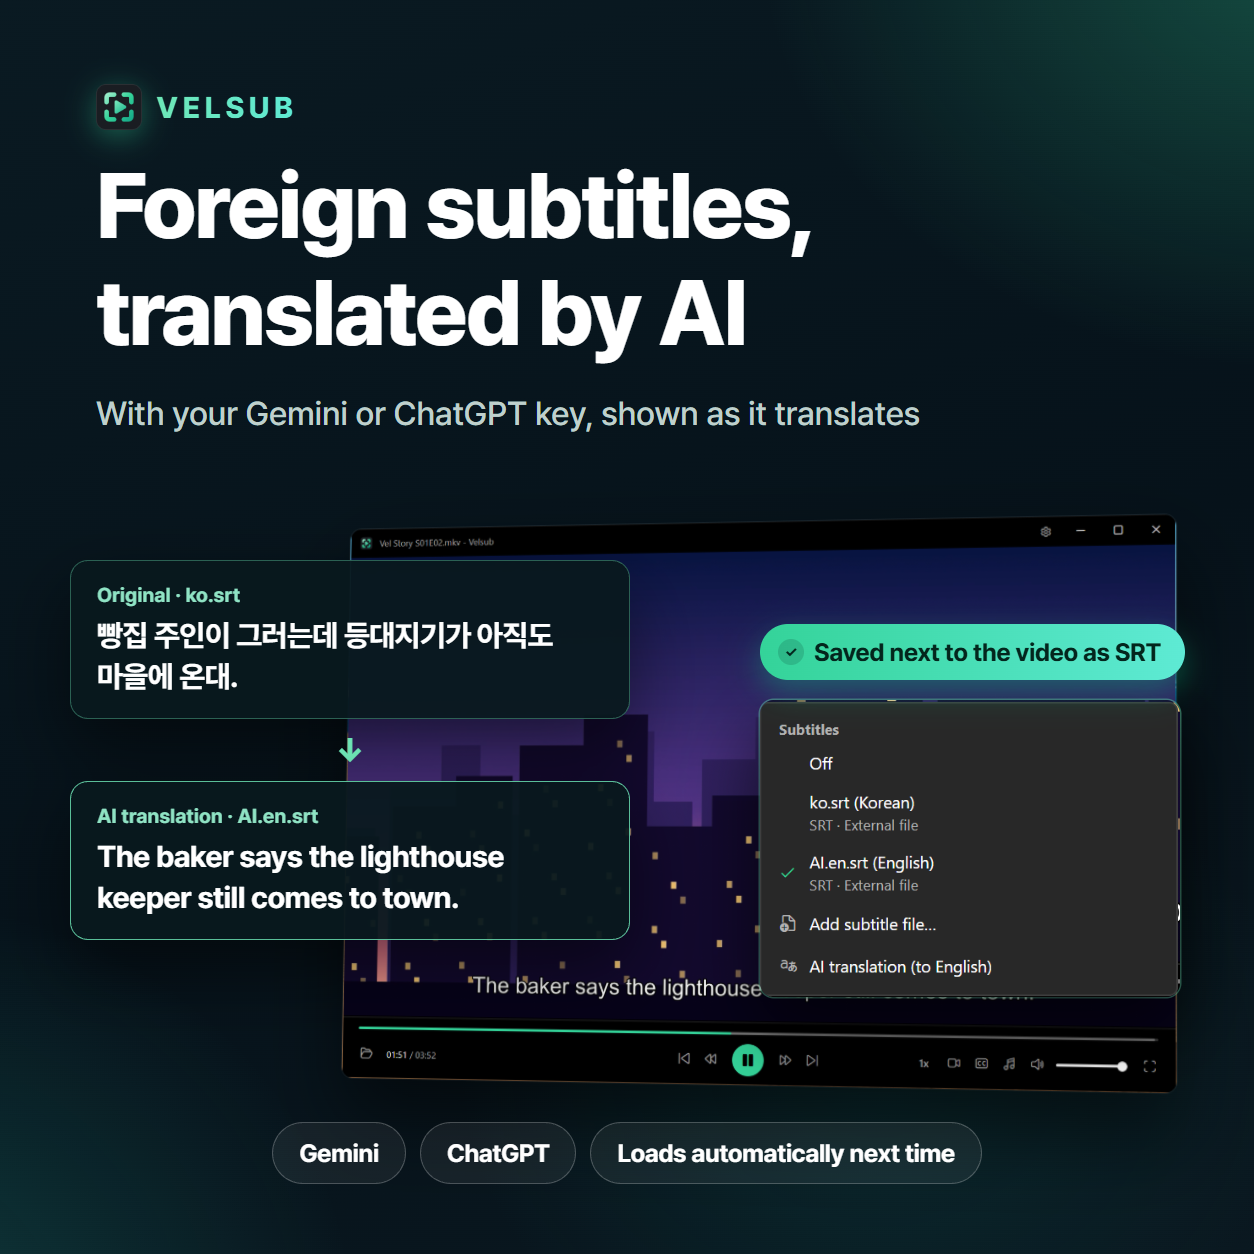 VELSUB
Foreign subtitles,
translated by AI
With your Gemini or ChatGPT key, shown as it translates
Vel Story S01E02.mkv - Velsub
Original · ko.srt
빵집 주인이 그러는데 등대지기가 아직도
마을에 온대.
AI translation · AI.en.srt
The baker says the lighthouse
keeper still comes to town.
Saved next to the video as SRT
Subtitles
Off
ko.srt (Korean)
SRT · External file
AI.en.srt (English)
SRT · External file
Add subtitle file...
AI translation (to English)
The baker says the lighthouse
01:51 / 03:52
1x
CC
Gemini
ChatGPT
Loads automatically next time